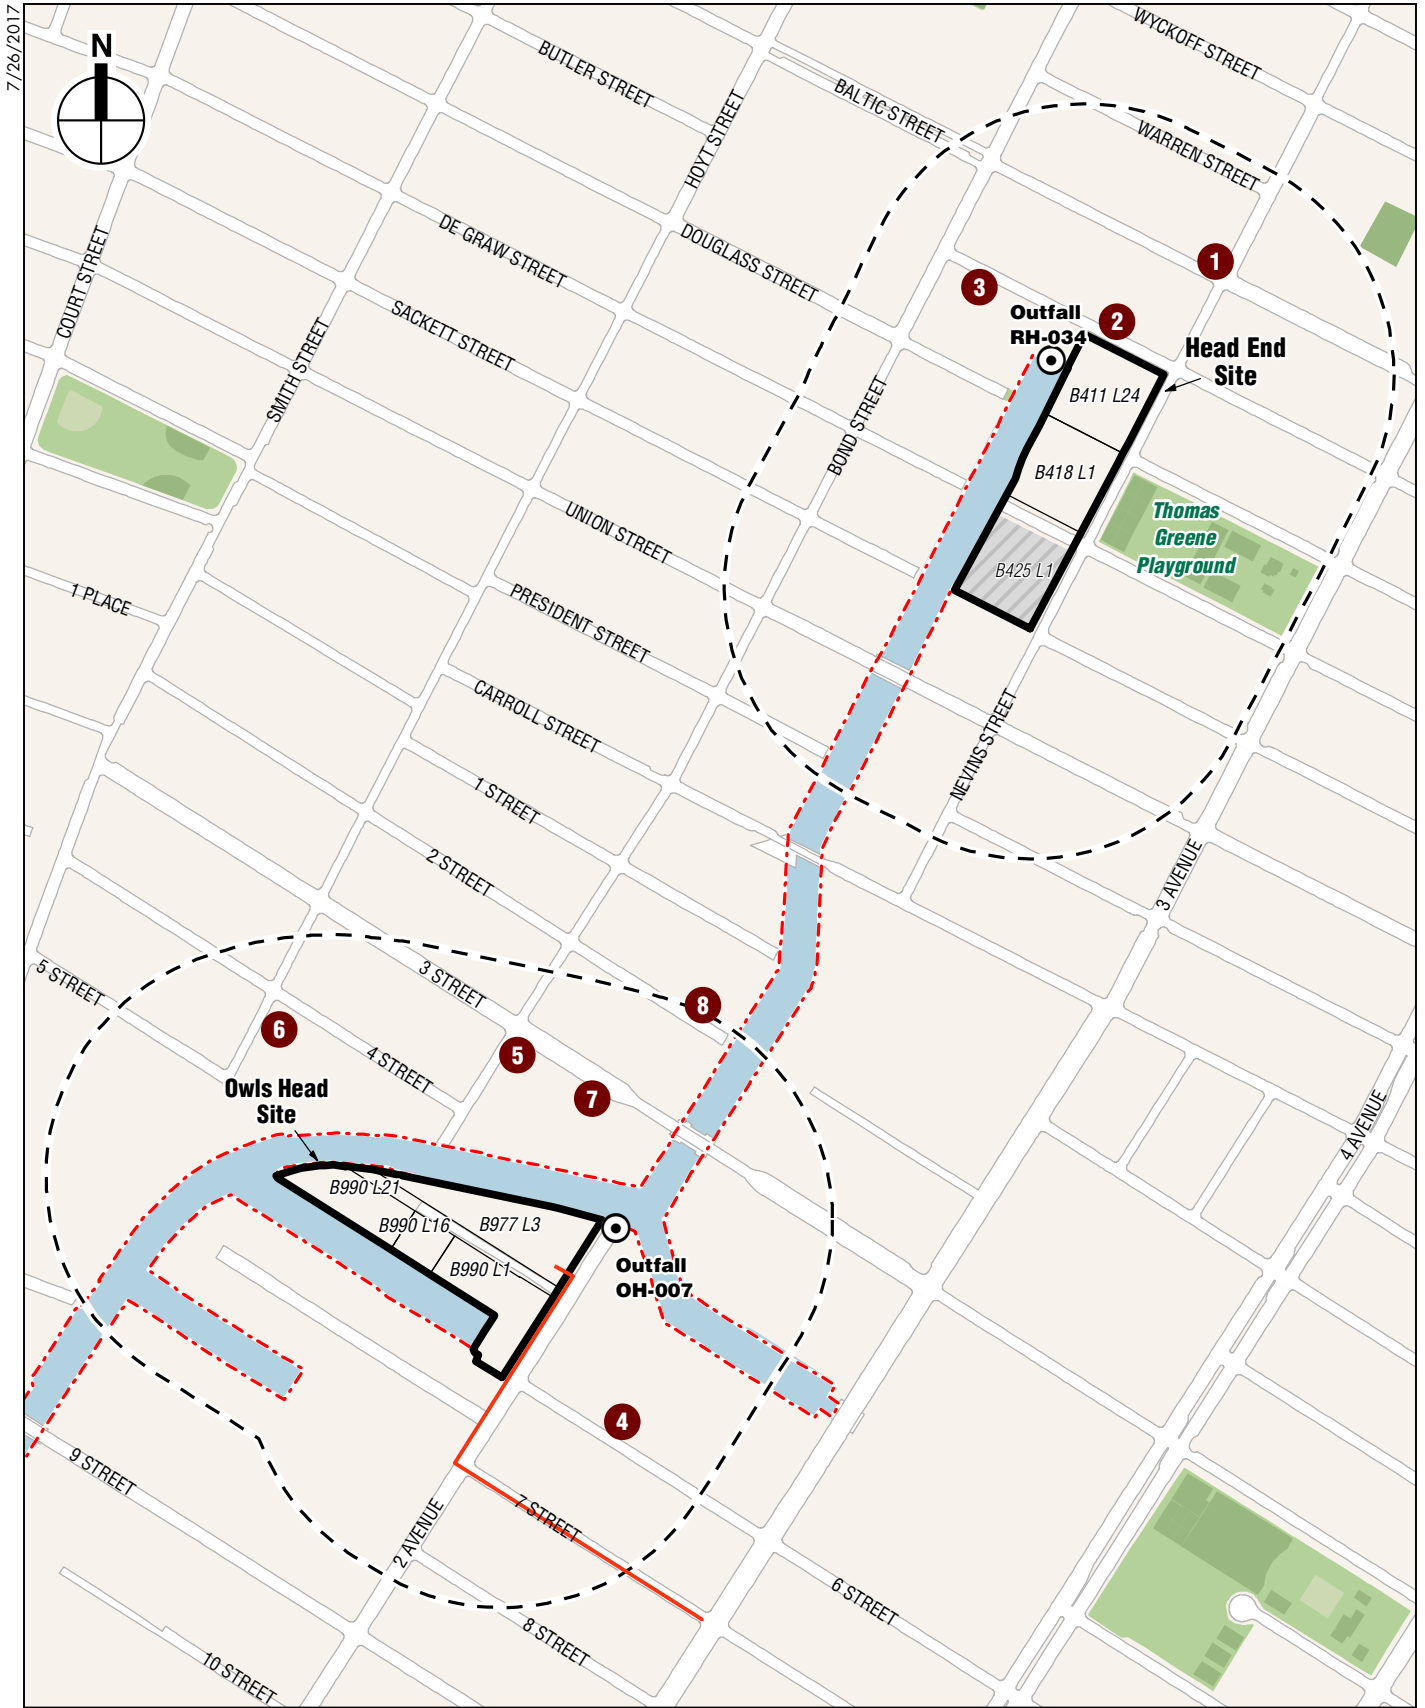 7/26/2017
N
WYCKOFF STREET
BUTLER STREET
BALTIC STREET
HOYT STREET
WARREN STREET
DE GRAW STREET
DOUGLASS STREET
COURT STREET
1
3
SACKETT STREET
SMITH STREET
Outfall
RH-034
2
Head End
Site
B411 L24
BOND STREET
B418 L1
Thomas
Greene
Playground
UNION STREET
B425 L1
1 PLACE
PRESIDENT STREET
CARROLL STREET
NEVINS STREET
1 STREET
2 STREET
3 AVENUE
5 STREET
3 STREET
8
6
5
4 STREET
7
Owls Head
Site
4 AVENUE
B990 L21
B990 L16
B977 L3
B990 L1
Outfall
OH-007
4
9 STREET
7 STREET
2 AVENUE
6 STREET
8 STREET
10 STREET